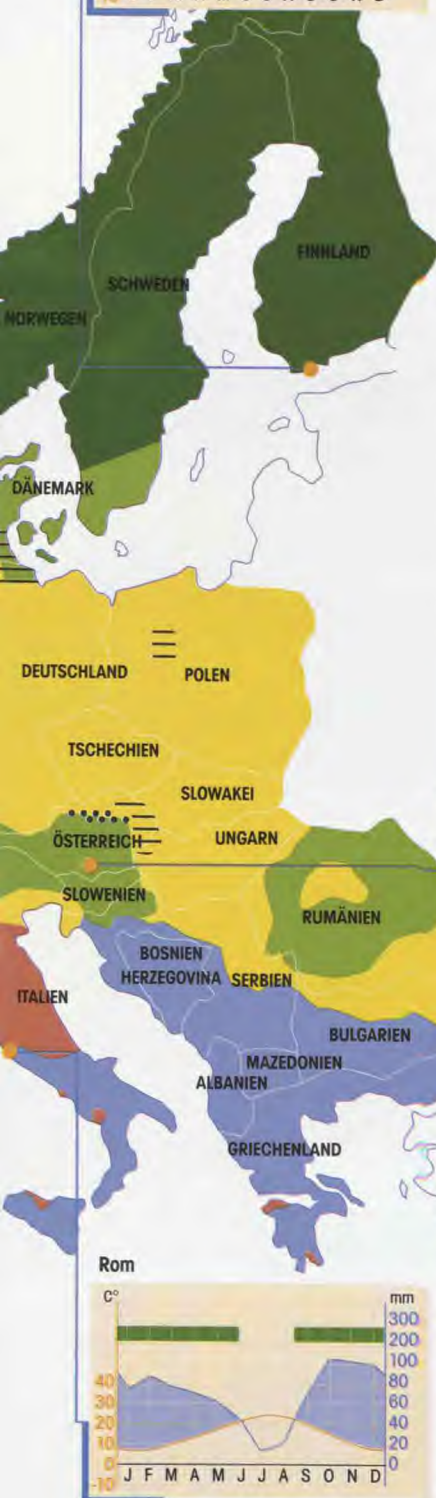 FINNLAND
SCHWEDEN
NORWEGEN
DÄNEMARK
DEUTSCHLAND
POLEN
TSCHECHIEN
SLOWAKEI
ÖSTERREICH
UNGARN
SLOWENIEN
RUMÄNIEN
BOSNIEN
HERZEGOVINA
SERBIEN
ITALIEN
BULGARIEN
MAZEDONIEN
ALBANIEN
GRIECHENLAND
Rom
C° mm
300
200
100
40 80
30 60
20 40
10 20
0 0
-10
J F M A M J J A S O N D